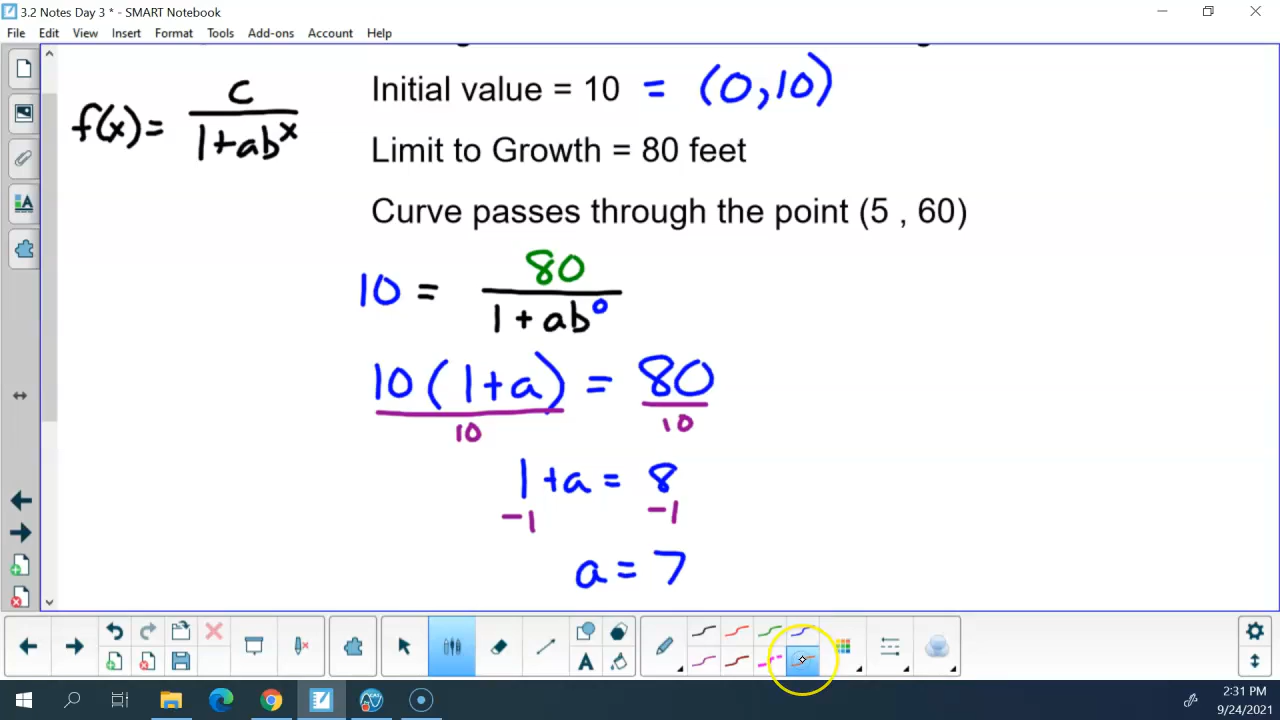 3.2 Notes Day 3 * - SMART Notebook
File Edit View Insert Format Tools Add-ons Account Help
f(x) = c / (1+ab^x)
Initial value = 10 = (0,10)
Limit to Growth = 80 feet
Curve passes through the point (5 , 60)
10 = 80 / (1 + ab^0)
10 (1+a) = 80
10 10
1 +a = 8
-1 -1
a = 7
A
2:31 PM
9/24/2021